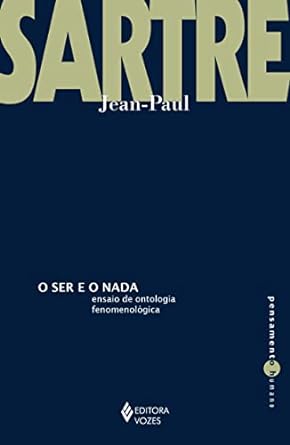 SARTRE
Jean-Paul
O SER E O NADA
ensaio de ontologia
fenomenológica
pensamento humano
EDITORA
VOZES